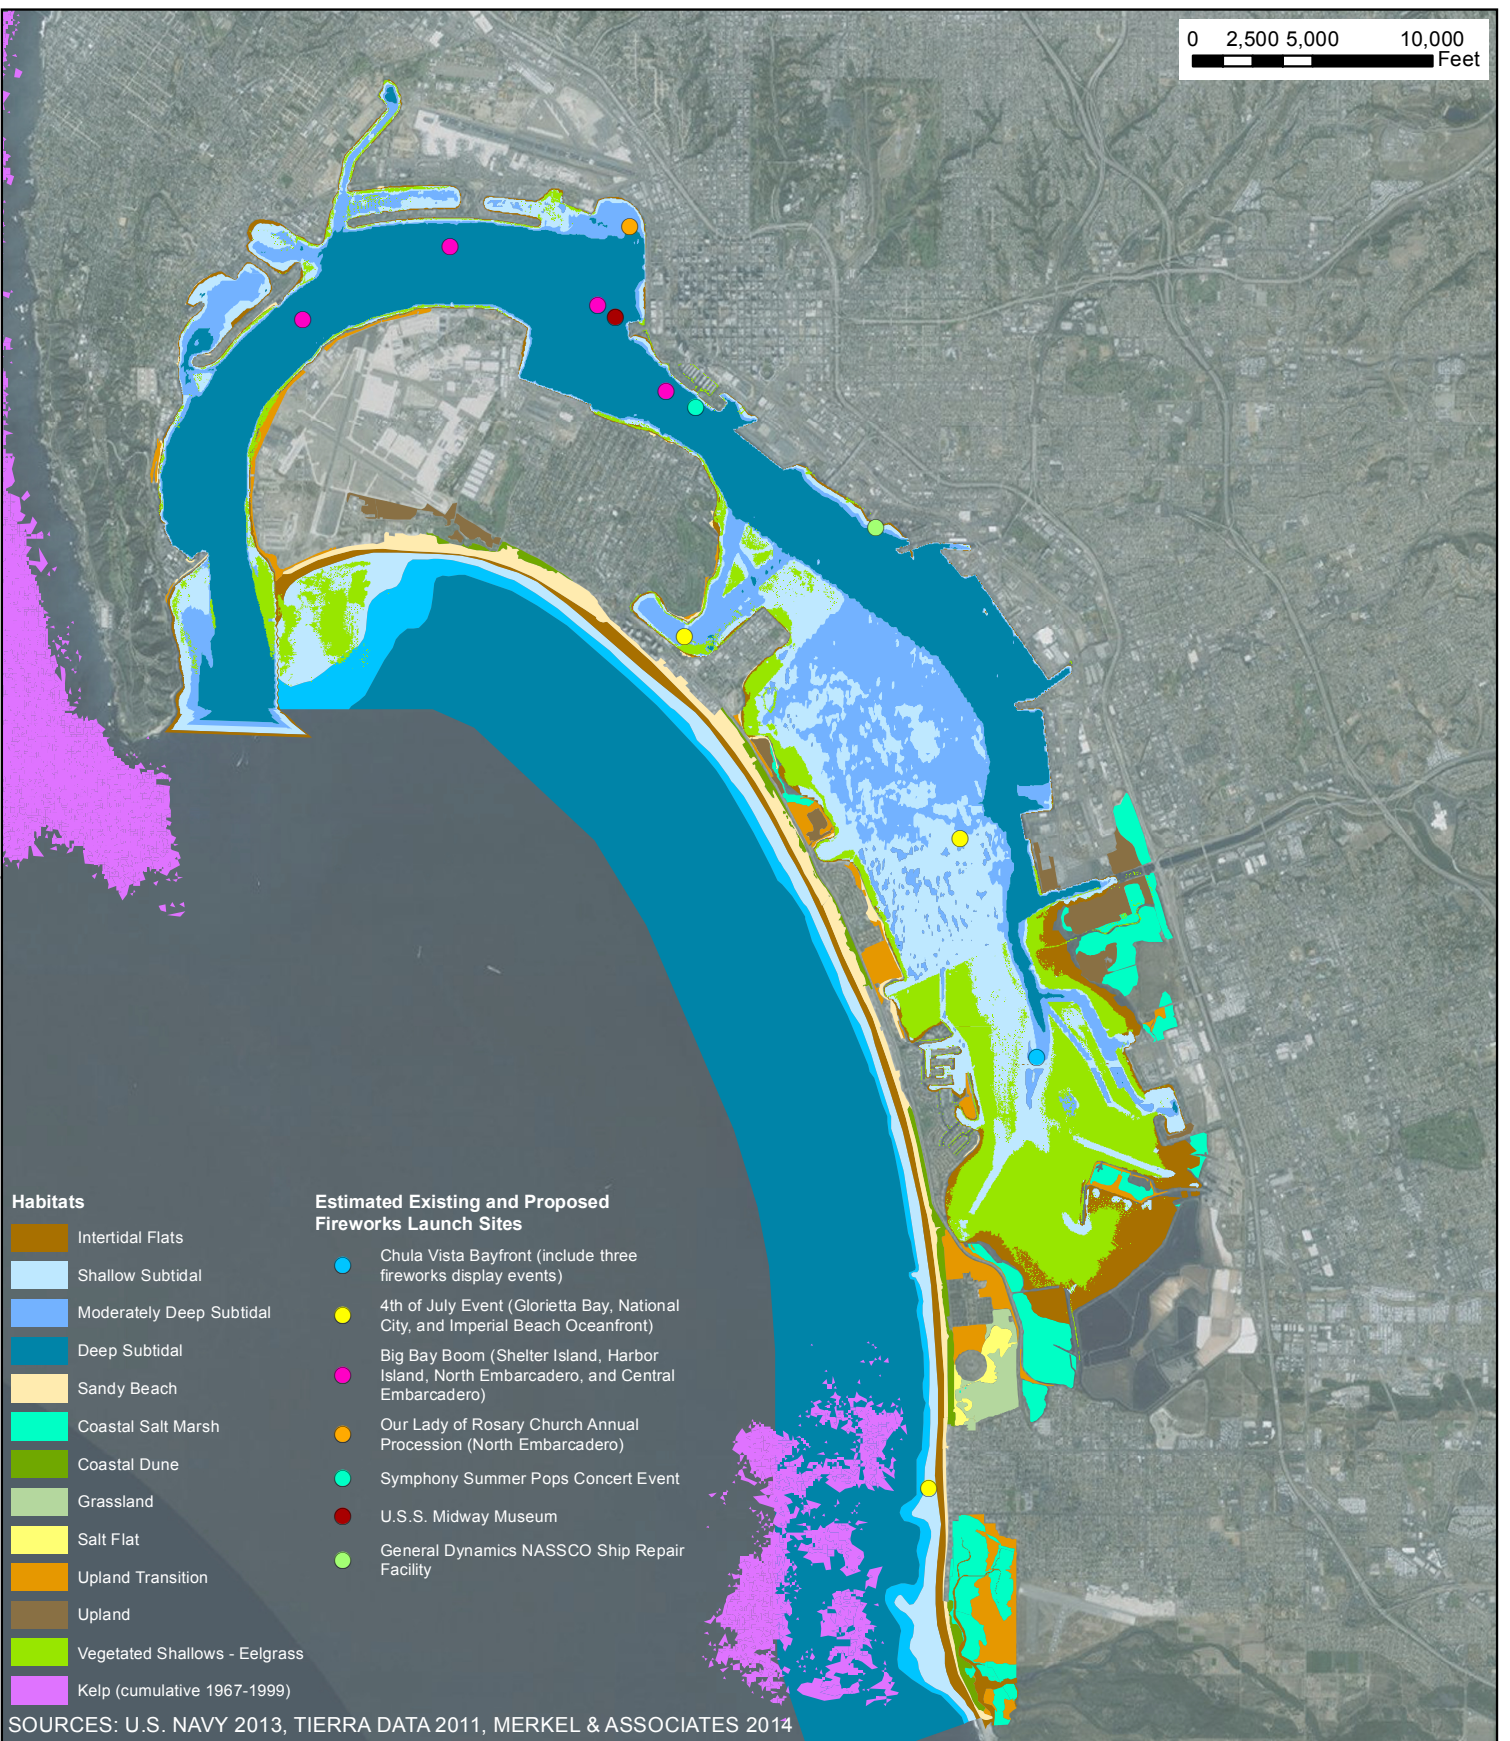 0 2,500 5,000 10,000
Feet
Habitats
Intertidal Flats
Shallow Subtidal
Moderately Deep Subtidal
Deep Subtidal
Sandy Beach
Coastal Salt Marsh
Coastal Dune
Grassland
Salt Flat
Upland Transition
Upland
Vegetated Shallows - Eelgrass
Kelp (cumulative 1967-1999)
Estimated Existing and Proposed
Fireworks Launch Sites
Chula Vista Bayfront (include three
fireworks display events)
4th of July Event (Glorietta Bay, National
City, and Imperial Beach Oceanfront)
Big Bay Boom (Shelter Island, Harbor
Island, North Embarcadero, and Central
Embarcadero)
Our Lady of Rosary Church Annual
Procession (North Embarcadero)
Symphony Summer Pops Concert Event
U.S.S. Midway Museum
General Dynamics NASSCO Ship Repair
Facility
SOURCES: U.S. NAVY 2013, TIERRA DATA 2011, MERKEL & ASSOCIATES 2014